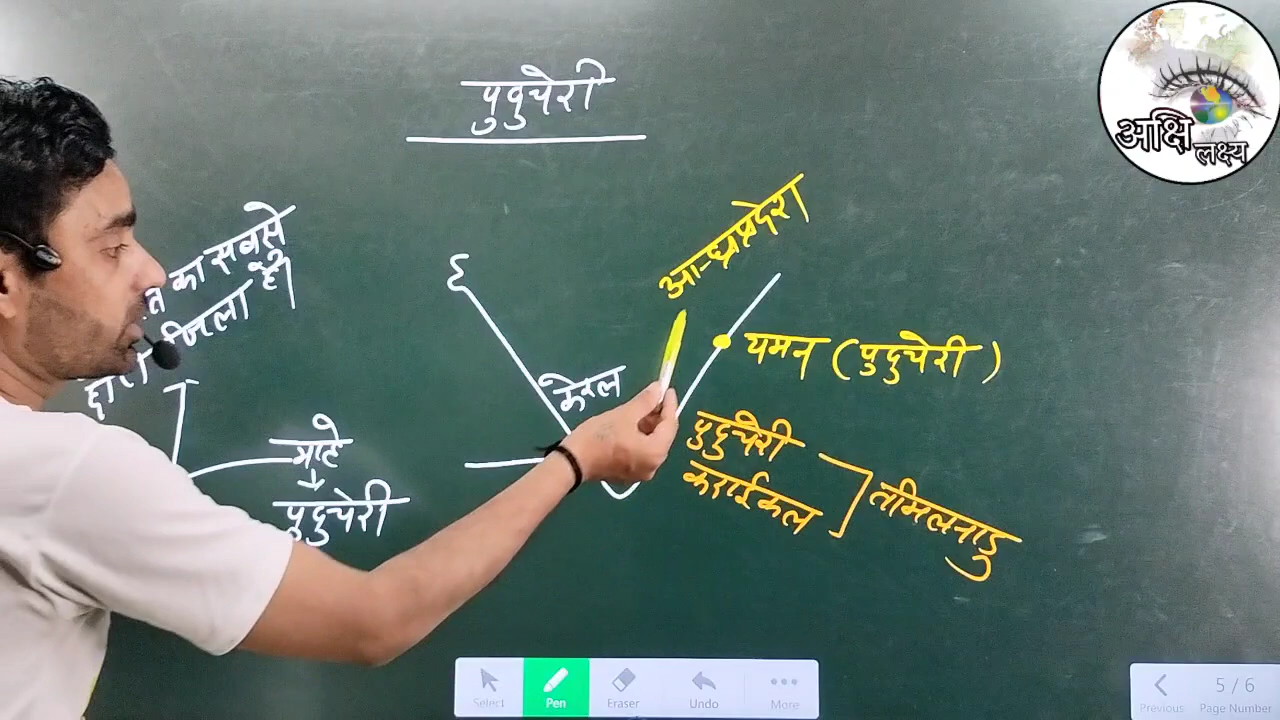 पुदुचेरी
अक्षि
लक्ष्य
का सबसे
जिला है।
माहे
पुदुचेरी
केरल
आन्ध्रप्रदेश
यमन (पुदुचेरी)
पुदुचेरी
कराईकल
तमिलनाडु
Select
Pen
Eraser
Undo
More
Previous
5 / 6
Page Number